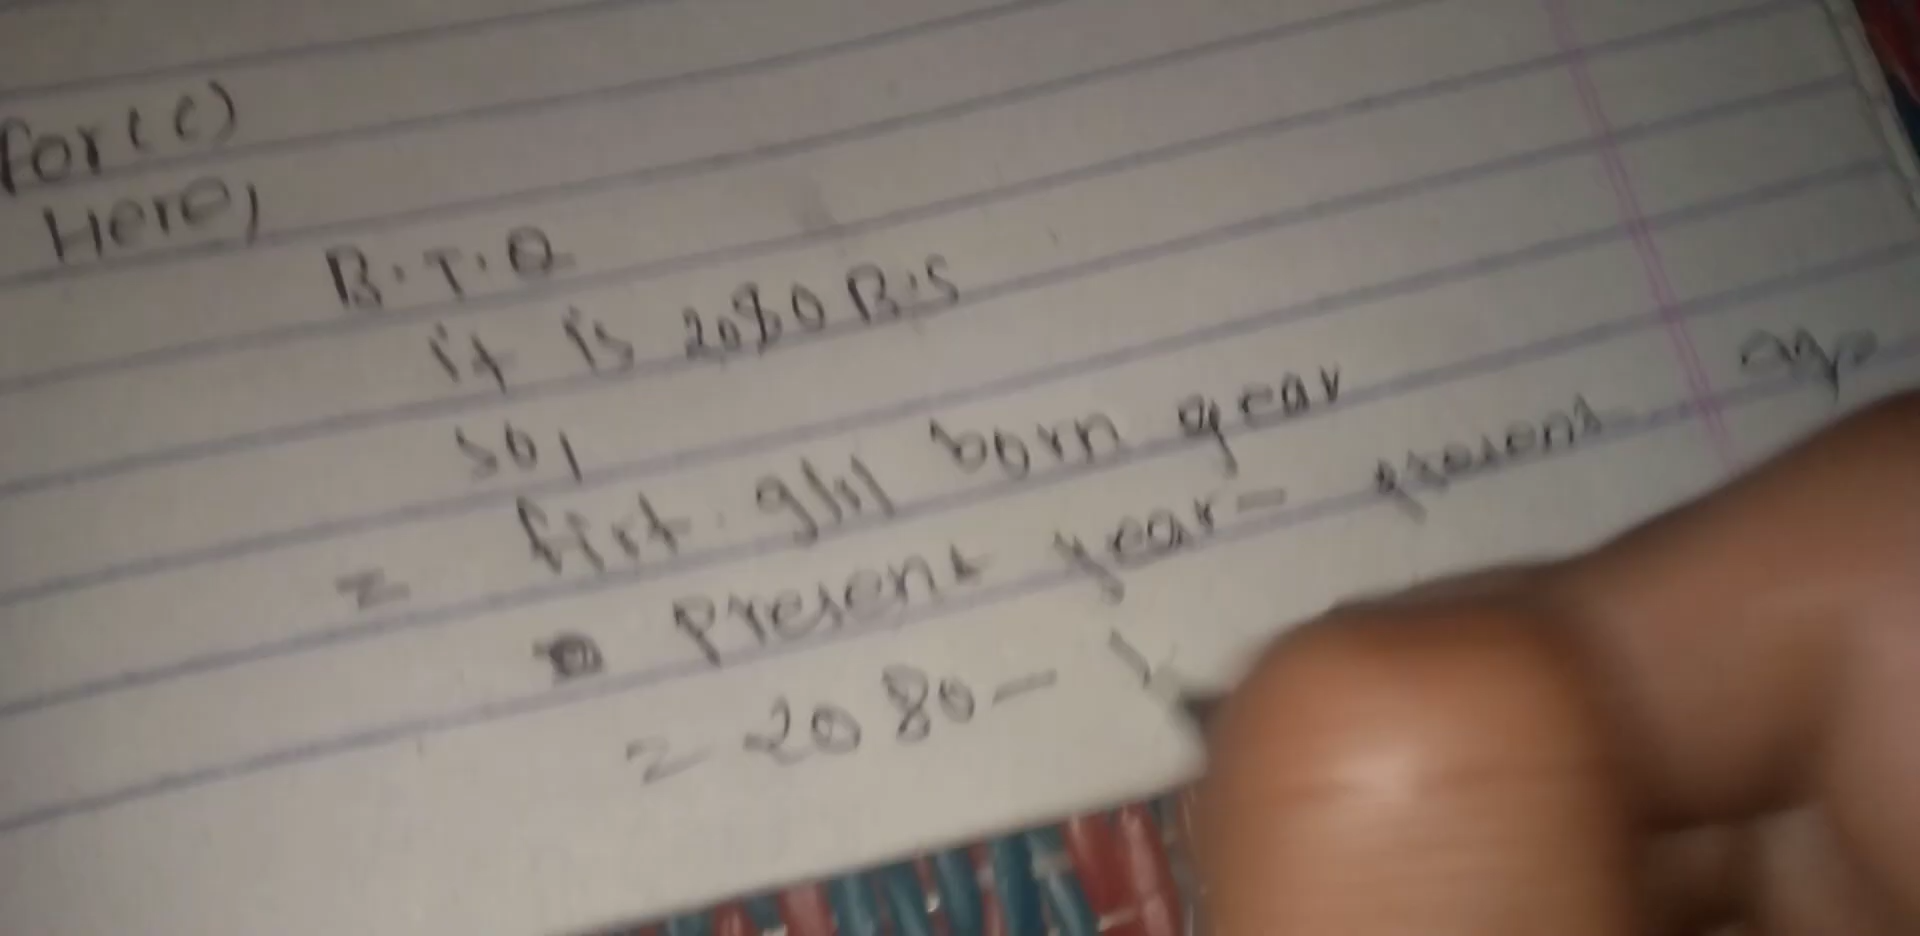 for (c)
Here,
B.T.Q
it is 2080 B.S
so,
first girl born year
= present year - present age
= 2080 -